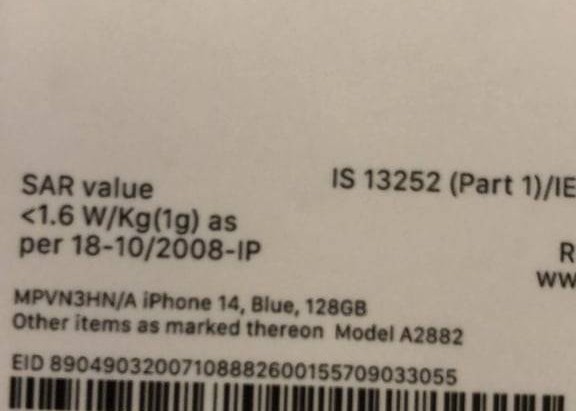 SAR value
<1.6 W/Kg(1g) as
per 18-10/2008-IP
IS 13252 (Part 1)/IE
R
ww
MPVN3HN/A iPhone 14, Blue, 128GB
Other items as marked thereon Model A2882
EID 89049032007108882600155709033055